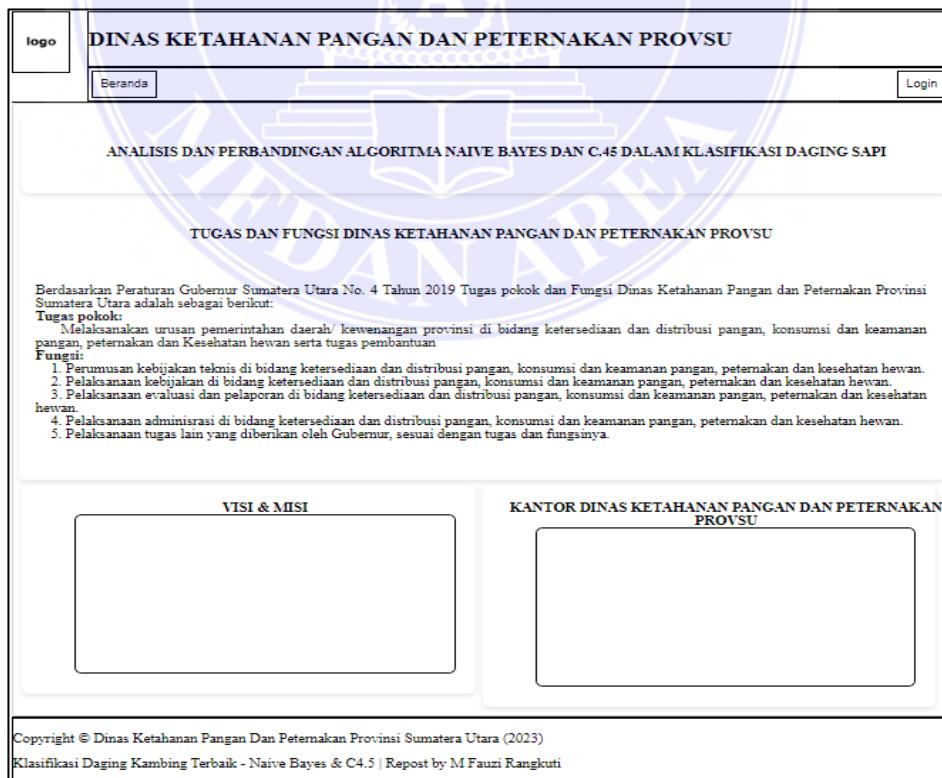 logo
DINAS KETAHANAN PANGAN DAN PETERNAKAN PROVSU
Beranda
Login
ANALISIS DAN PERBANDINGAN ALGORITMA NAIVE BAYES DAN C.45 DALAM KLASIFIKASI DAGING SAPI
TUGAS DAN FUNGSI DINAS KETAHANAN PANGAN DAN PETERNAKAN PROVSU
Berdasarkan Peraturan Gubernur Sumatera Utara No. 4 Tahun 2019 Tugas pokok dan Fungsi Dinas Ketahanan Pangan dan Peternakan Provinsi
Sumatera Utara adalah sebagai berikut:
Tugas pokok:
Melaksanakan urusan pemerintahan daerah/ kewenangan provinsi di bidang ketersediaan dan distribusi pangan, konsumsi dan keamanan
pangan, peternakan dan Kesehatan hewan serta tugas pembantuan
Fungsi:
1. Perumusan kebijakan teknis di bidang ketersediaan dan distribusi pangan, konsumsi dan keamanan pangan, peternakan dan kesehatan hewan.
2. Pelaksanaan kebijakan di bidang ketersediaan dan distribusi pangan, konsumsi dan keamanan pangan, peternakan dan kesehatan hewan.
3. Pelaksanaan evaluasi dan pelaporan di bidang ketersediaan dan distribusi pangan, konsumsi dan keamanan pangan, peternakan dan kesehatan
hewan.
4. Pelaksanaan adminisrasi di bidang ketersediaan dan distribusi pangan, konsumsi dan keamanan pangan, peternakan dan kesehatan hewan.
5. Pelaksanaan tugas lain yang diberikan oleh Gubernur, sesuai dengan tugas dan fungsinya.
VISI & MISI
KANTOR DINAS KETAHANAN PANGAN DAN PETERNAKAN
PROVSU
Copyright © Dinas Ketahanan Pangan Dan Peternakan Provinsi Sumatera Utara (2023)
Klasifikasi Daging Kambing Terbaik - Naive Bayes & C4.5 | Repost by M Fauzi Rangkuti
MEDAN AREA